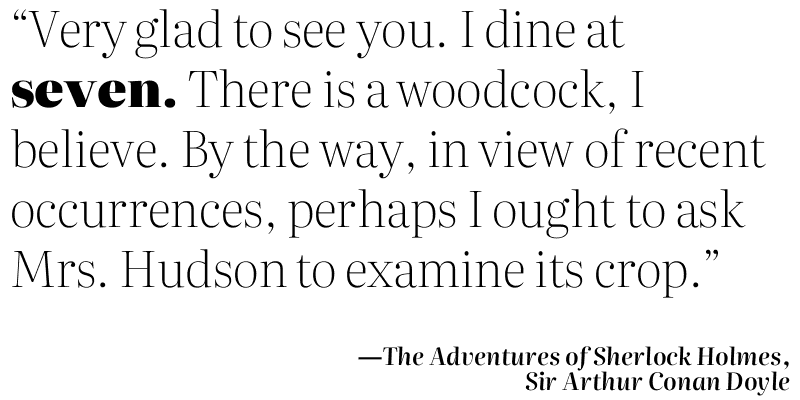 “Very glad to see you. I dine at
seven. There is a woodcock, I
believe. By the way, in view of recent
occurrences, perhaps I ought to ask
Mrs. Hudson to examine its crop.”
—The Adventures of Sherlock Holmes,
Sir Arthur Conan Doyle